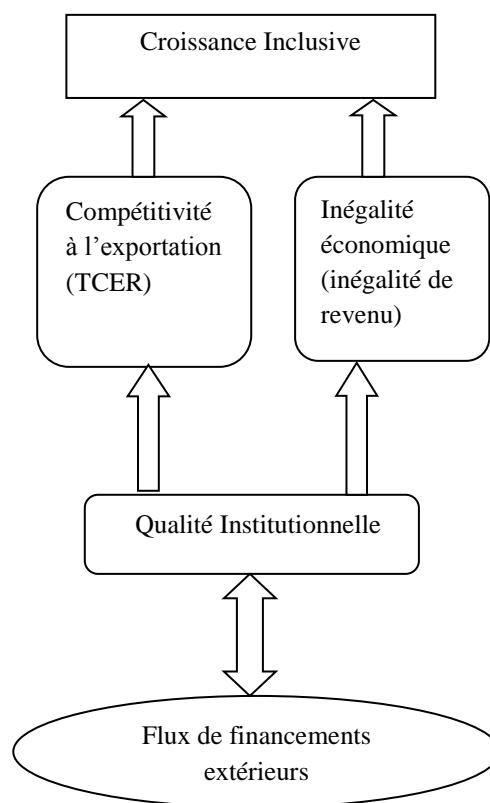 Croissance Inclusive
Compétitivité
à l’exportation
(TCER)
Inégalité
économique
(inégalité de
revenu)
Qualité Institutionnelle
Flux de financements
extérieurs